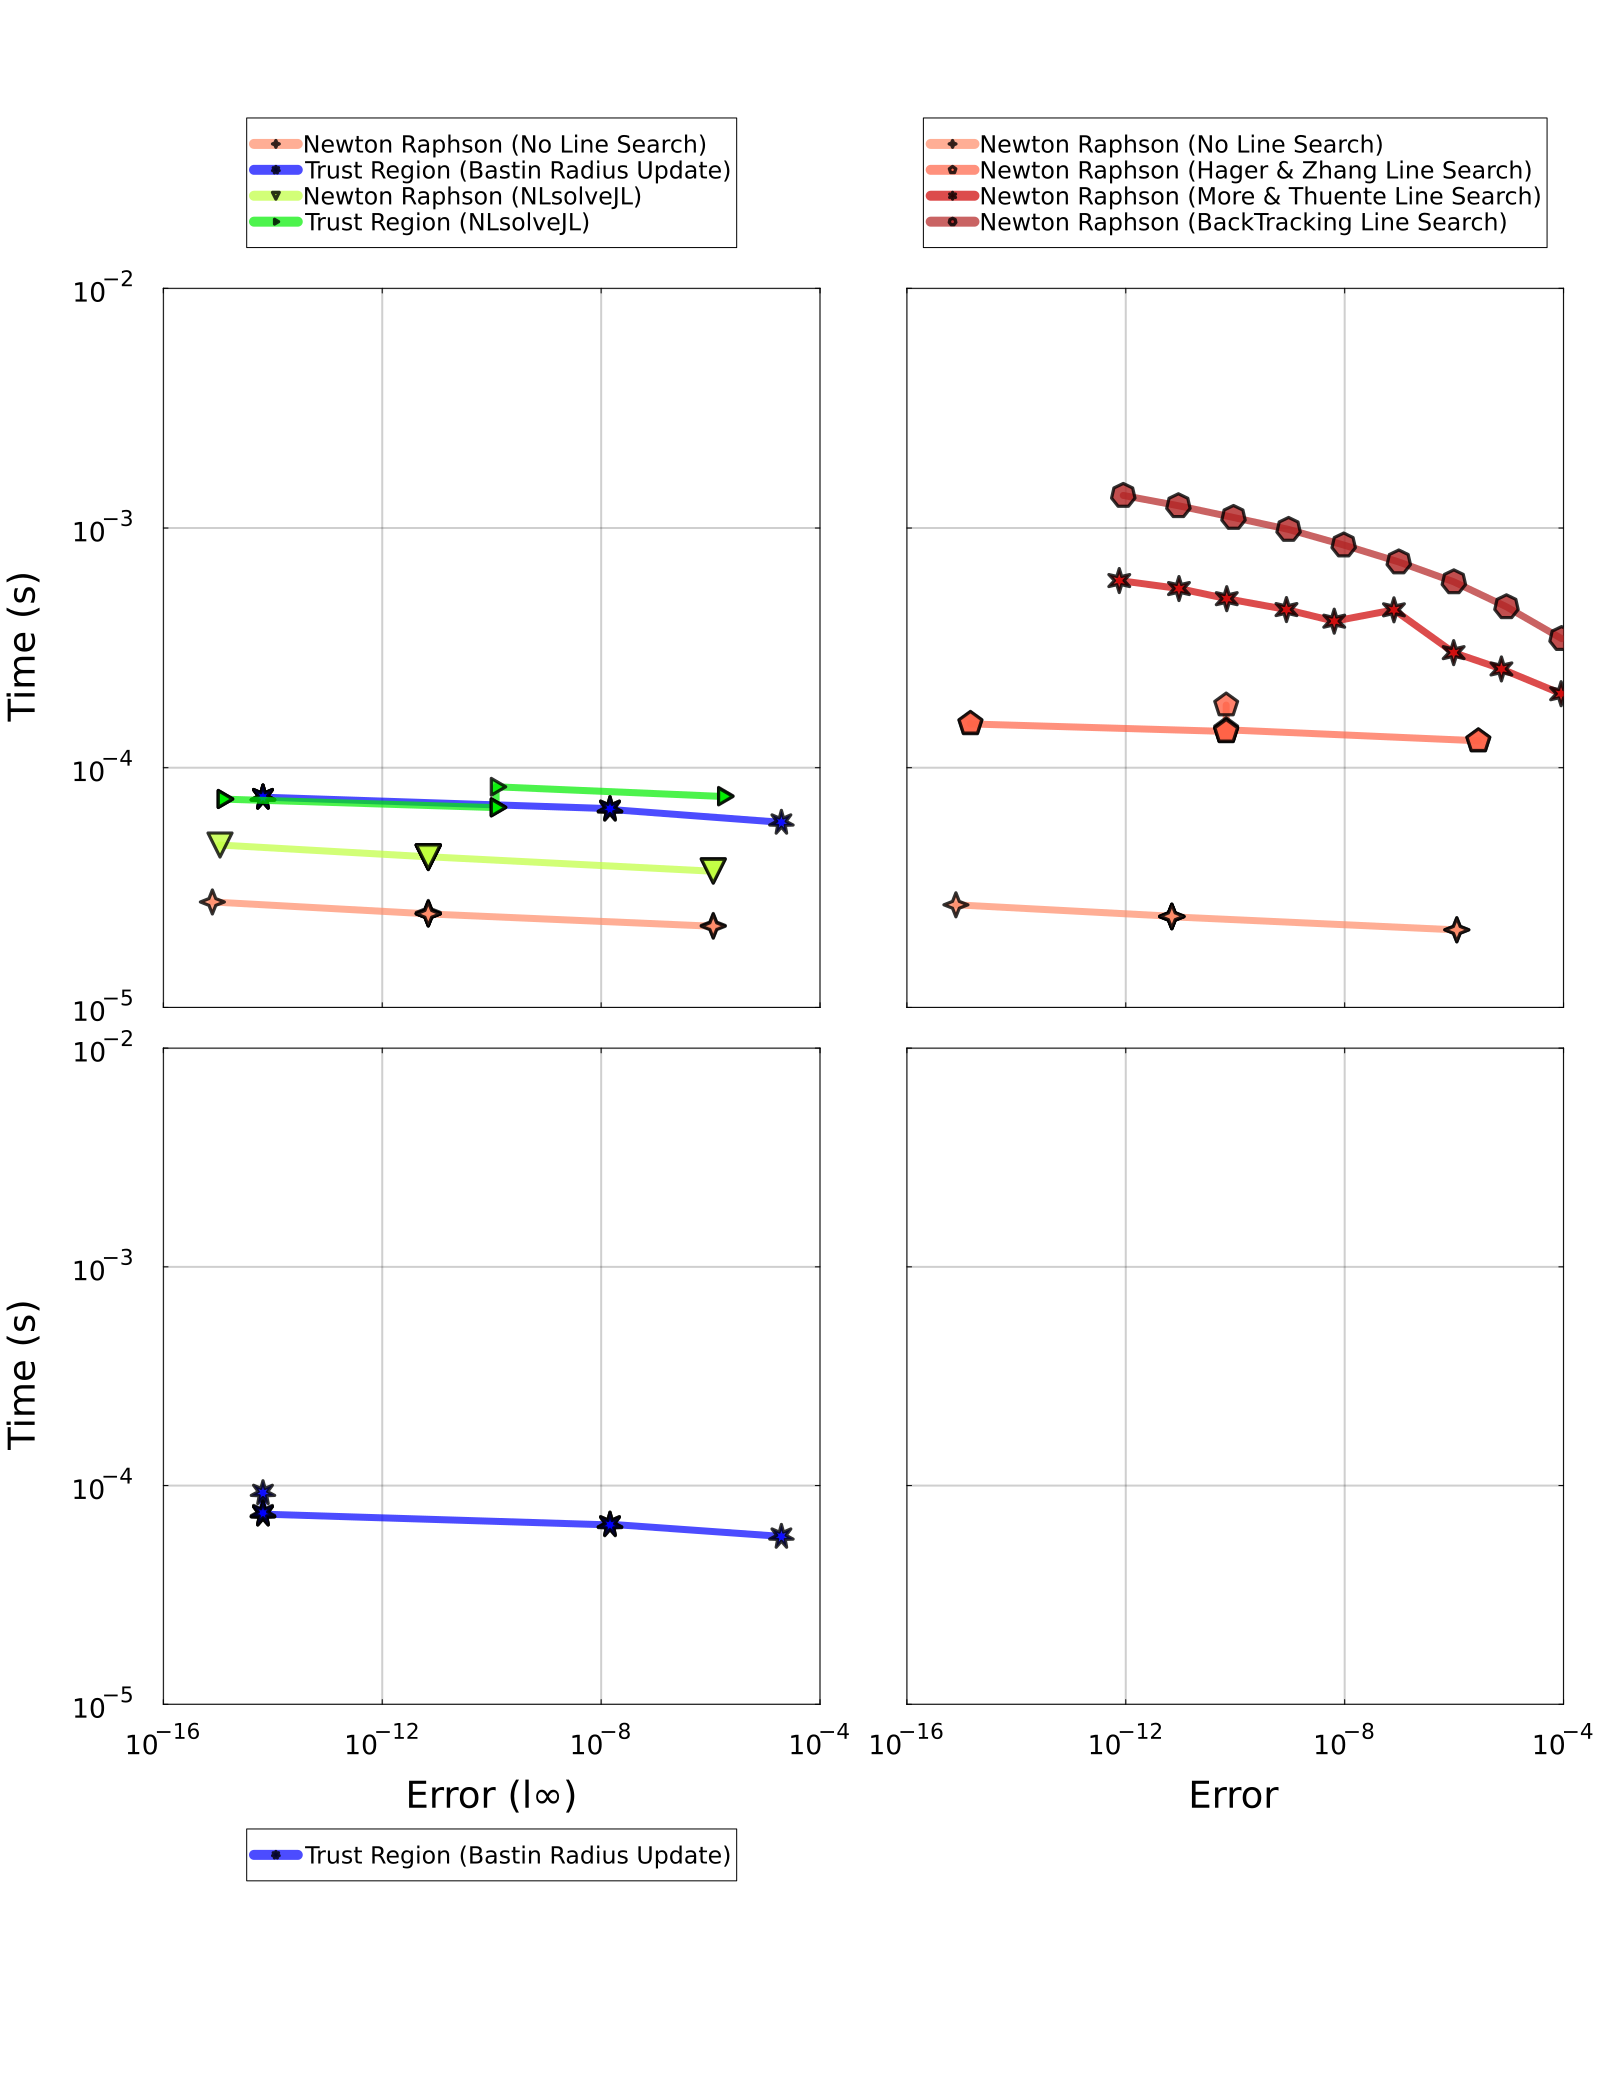 Newton Raphson (No Line Search)
Trust Region (Bastin Radius Update)
Newton Raphson (NLsolveJL)
Trust Region (NLsolveJL)
Newton Raphson (No Line Search)
Newton Raphson (Hager & Zhang Line Search)
Newton Raphson (More & Thuente Line Search)
Newton Raphson (BackTracking Line Search)
10⁻²
10⁻³
10⁻⁴
10⁻⁵
Time (s)
10⁻²
10⁻³
10⁻⁴
10⁻⁵
Time (s)
10⁻¹⁶ 10⁻¹² 10⁻⁸ 10⁻⁴
10⁻¹⁶ 10⁻¹² 10⁻⁸ 10⁻⁴
Error (l∞)
Error
Trust Region (Bastin Radius Update)